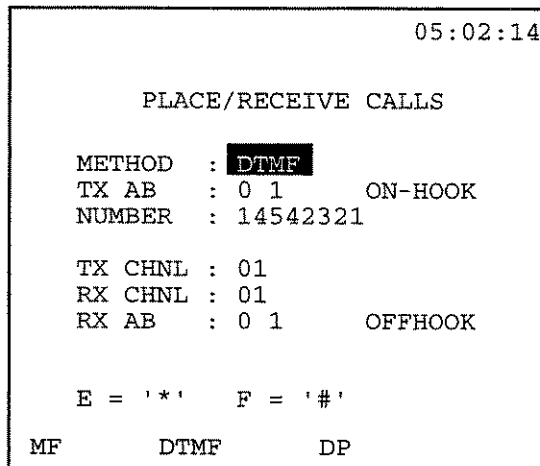 05:02:14
PLACE/RECEIVE CALLS
METHOD : DTMF
TX AB : 0 1 ON-HOOK
NUMBER : 14542321
TX CHNL : 01
RX CHNL : 01
RX AB : 0 1 OFFHOOK
E = '*' F = '#'
MF DTMF DP